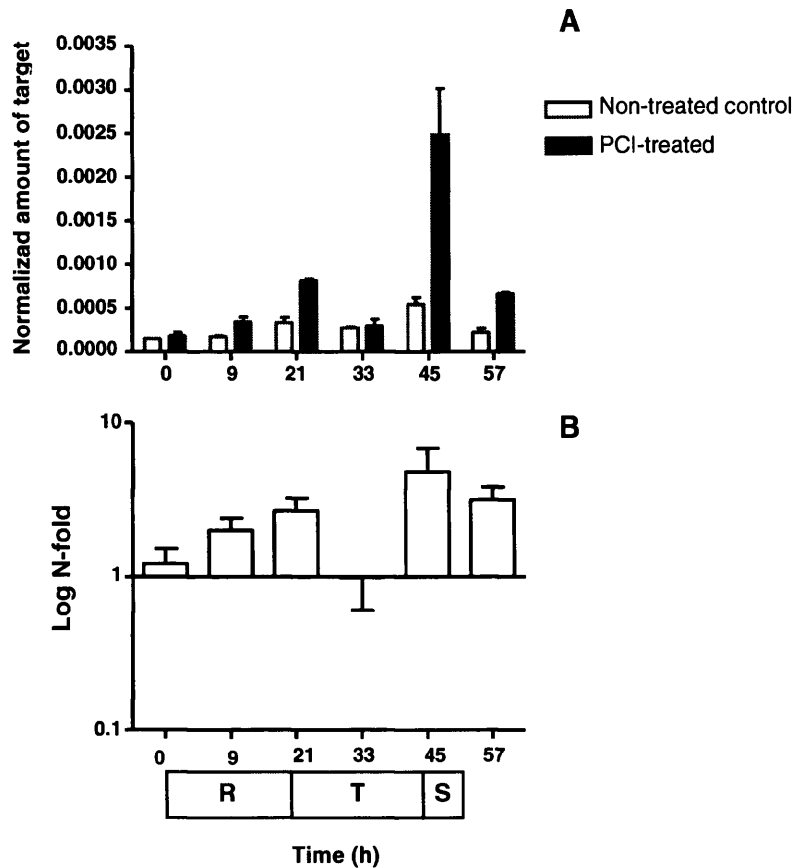 A
Normalizad amount of target
0.0035
0.0030
0.0025
0.0020
0.0015
0.0010
0.0005
0.0000
0 9 21 33 45 57
Non-treated control
PCI-treated
B
Log N-fold
10
1
0.1
0 9 21 33 45 57
R T S
Time (h)